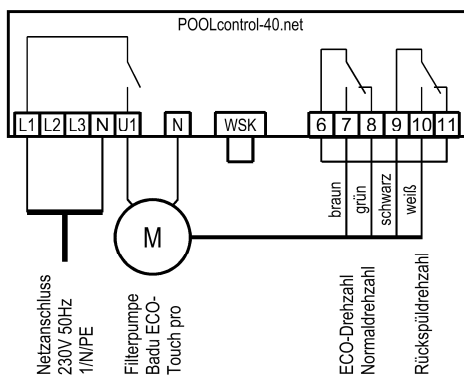 POOLcontrol-40.net
L1 L2 L3 N U1 N WSK 6 7 8 9 10 11
braun
grün
schwarz
weiß
M
Netzanschluss
230V 50Hz
1/N/PE
Filterpumpe
Badu ECO-
Touch pro
ECO-Drehzahl
Normaldrehzahl
Rückspüldrehzahl